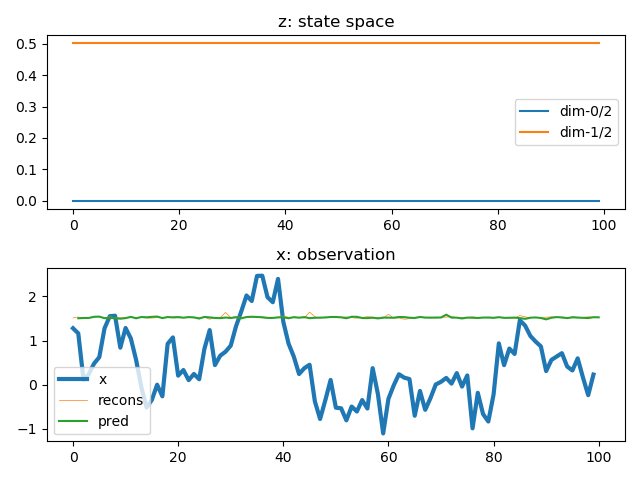 z: state space
0.5
0.4
0.3
0.2
0.1
0.0
dim-0/2
dim-1/2
0 20 40 60 80 100
x: observation
2
1
0
−1
x
recons
pred
0 20 40 60 80 100